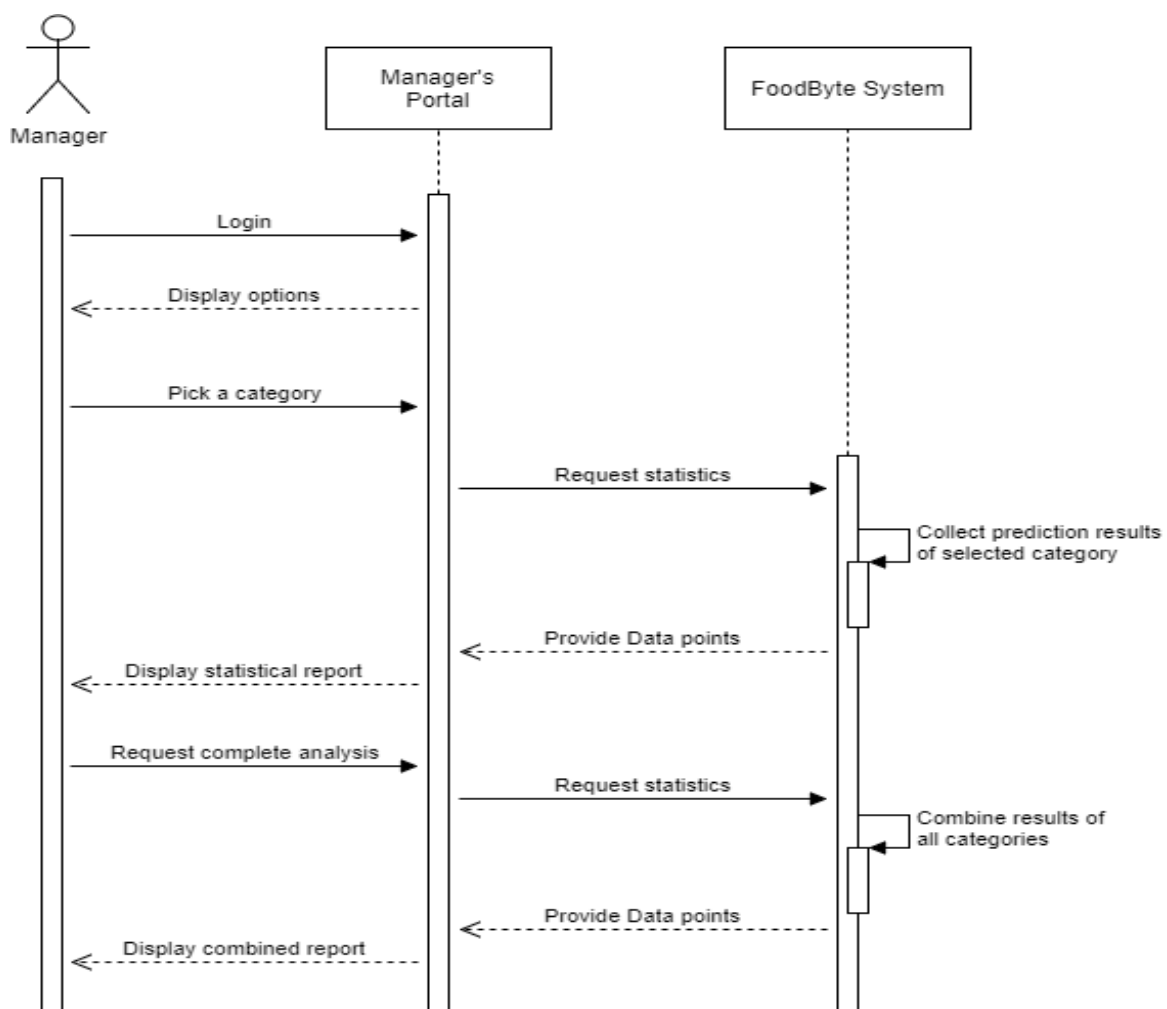 Manager's
Portal
FoodByte System
Manager
Login
Display options
Pick a category
Request statistics
Collect prediction results
of selected category
Provide Data points
Display statistical report
Request complete analysis
Request statistics
Combine results of
all categories
Provide Data points
Display combined report